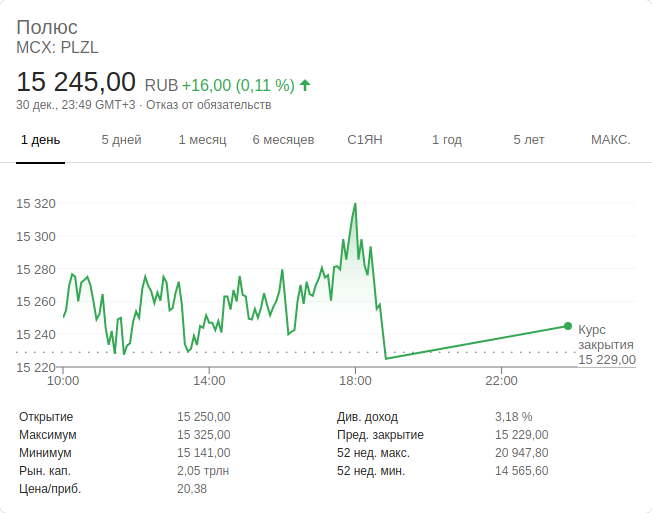 Полюс
MCX: PLZL
15 245,00 RUB +16,00 (0,11 %)
30 дек., 23:49 GMT+3 · Отказ от обязательств
1 день 5 дней 1 месяц 6 месяцев С1ЯН 1 год 5 лет МАКС.
15 320
15 300
15 280
15 260
15 240
15 220
Курс
закрытия
15 229,00
10:00 14:00 18:00 22:00
Открытие 15 250,00 Див. доход 3,18 %
Максимум 15 325,00 Пред. закрытие 15 229,00
Минимум 15 141,00 52 нед. макс. 20 947,80
Рын. кап. 2,05 трлн 52 нед. мин. 14 565,60
Цена/приб. 20,38